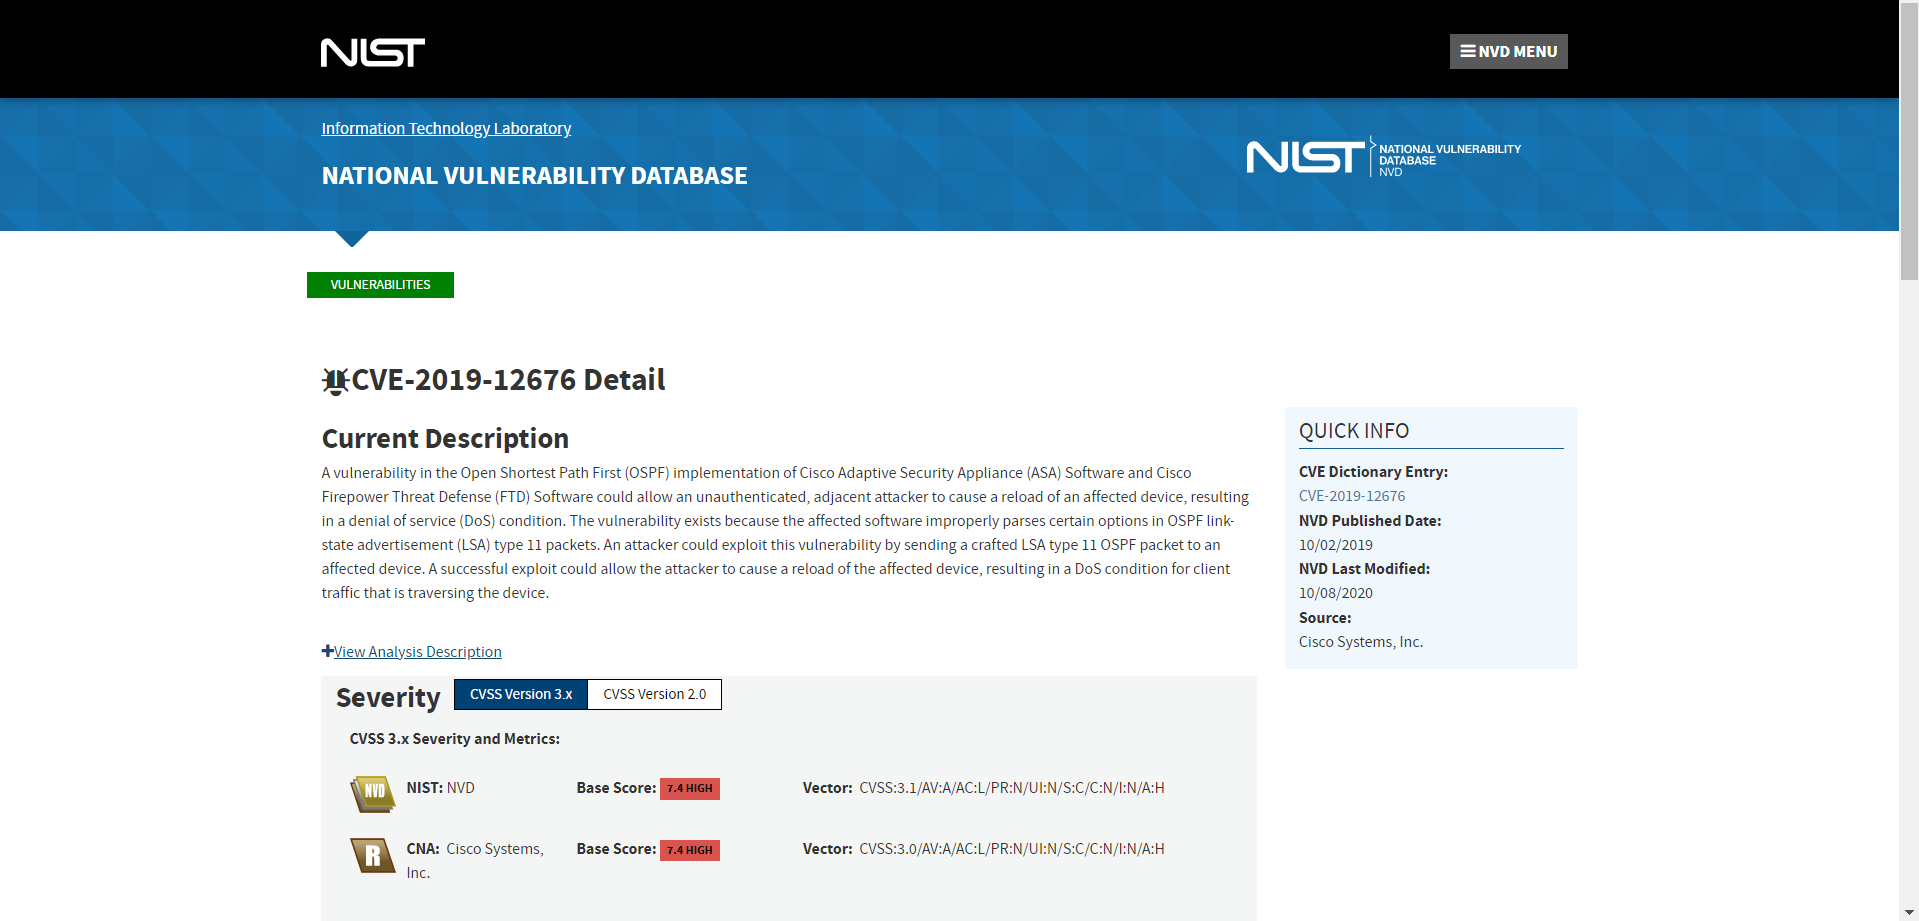 NIST
NVD MENU
Information Technology Laboratory
NATIONAL VULNERABILITY DATABASE
NIST
NATIONAL VULNERABILITY
DATABASE
NVD
VULNERABILITIES
CVE-2019-12676 Detail
Current Description
A vulnerability in the Open Shortest Path First (OSPF) implementation of Cisco Adaptive Security Appliance (ASA) Software and Cisco
Firepower Threat Defense (FTD) Software could allow an unauthenticated, adjacent attacker to cause a reload of an affected device, resulting
in a denial of service (DoS) condition. The vulnerability exists because the affected software improperly parses certain options in OSPF link-
state advertisement (LSA) type 11 packets. An attacker could exploit this vulnerability by sending a crafted LSA type 11 OSPF packet to an
affected device. A successful exploit could allow the attacker to cause a reload of the affected device, resulting in a DoS condition for client
traffic that is traversing the device.
View Analysis Description
QUICK INFO
CVE Dictionary Entry:
CVE-2019-12676
NVD Published Date:
10/02/2019
NVD Last Modified:
10/08/2020
Source:
Cisco Systems, Inc.
Severity CVSS Version 3.x CVSS Version 2.0
CVSS 3.x Severity and Metrics:
NVD NIST: NVD Base Score: 7.4 HIGH Vector: CVSS:3.1/AV:A/AC:L/PR:N/UI:N/S:C/C:N/I:N/A:H
R CNA: Cisco Systems, Base Score: 7.4 HIGH Vector: CVSS:3.0/AV:A/AC:L/PR:N/UI:N/S:C/C:N/I:N/A:H
Inc.